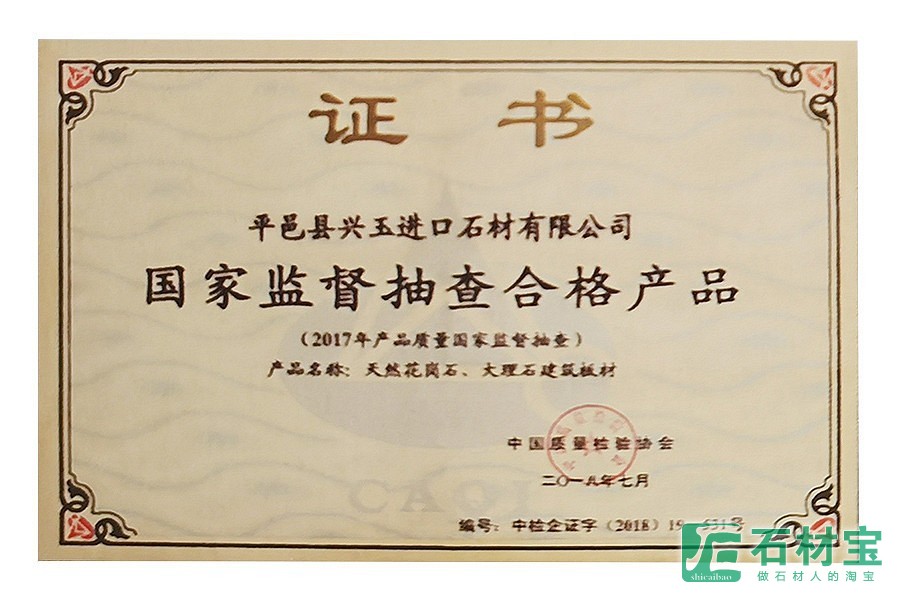 证书
平邑县兴玉进口石材有限公司
国家监督抽查合格产品
（2017年产品质量国家监督抽查）
产品名称：天然花岗石、大理石建筑板材
中国质量检验协会
二〇一八年七月
CAQI
编号：中检企证字（2018）19 号
石材宝
shicaibao
做石材人的淘宝